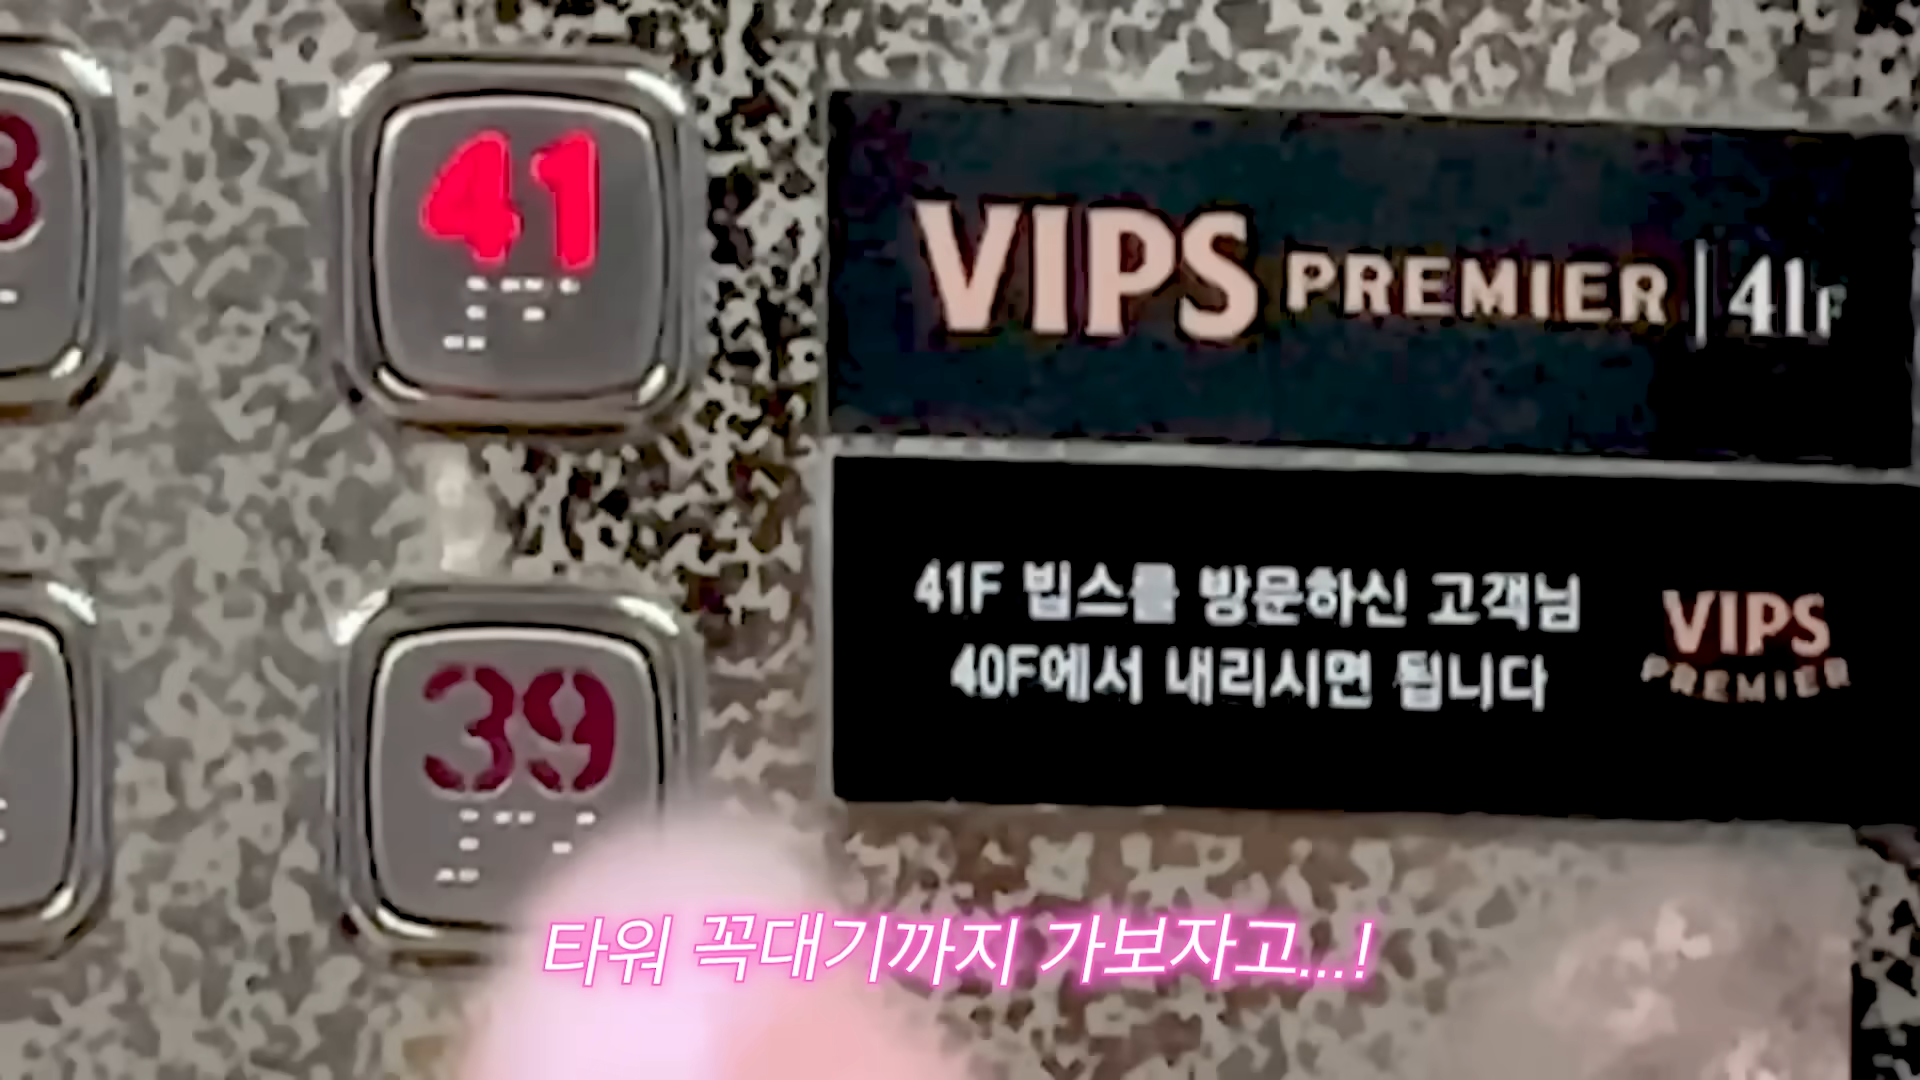 41
VIPS PREMIER | 41F
41F 빕스를 방문하신 고객님
40F에서 내리시면 됩니다
VIPS
PREMIER
39
타워 꼭대기까지 가보자고...!